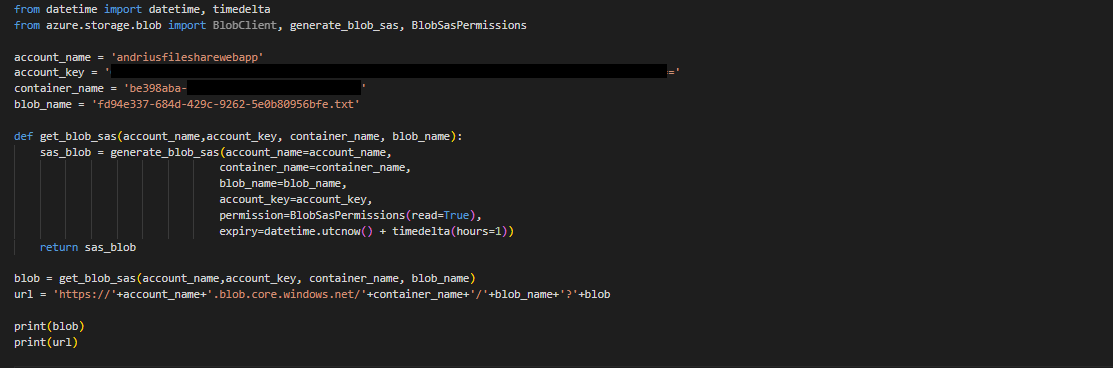 from datetime import datetime, timedelta
from azure.storage.blob import BlobClient, generate_blob_sas, BlobSasPermissions
account_name = 'andriusfilesharewebapp'
account_key = '='
container_name = 'be398aba-'
blob_name = 'fd94e337-684d-429c-9262-5e0b80956bfe.txt'
def get_blob_sas(account_name,account_key, container_name, blob_name):
    sas_blob = generate_blob_sas(account_name=account_name,
                                container_name=container_name,
                                blob_name=blob_name,
                                account_key=account_key,
                                permission=BlobSasPermissions(read=True),
                                expiry=datetime.utcnow() + timedelta(hours=1))
    return sas_blob
blob = get_blob_sas(account_name,account_key, container_name, blob_name)
url = 'https://'+account_name+'.blob.core.windows.net/'+container_name+'/'+blob_name+'?'+blob
print(blob)
print(url)